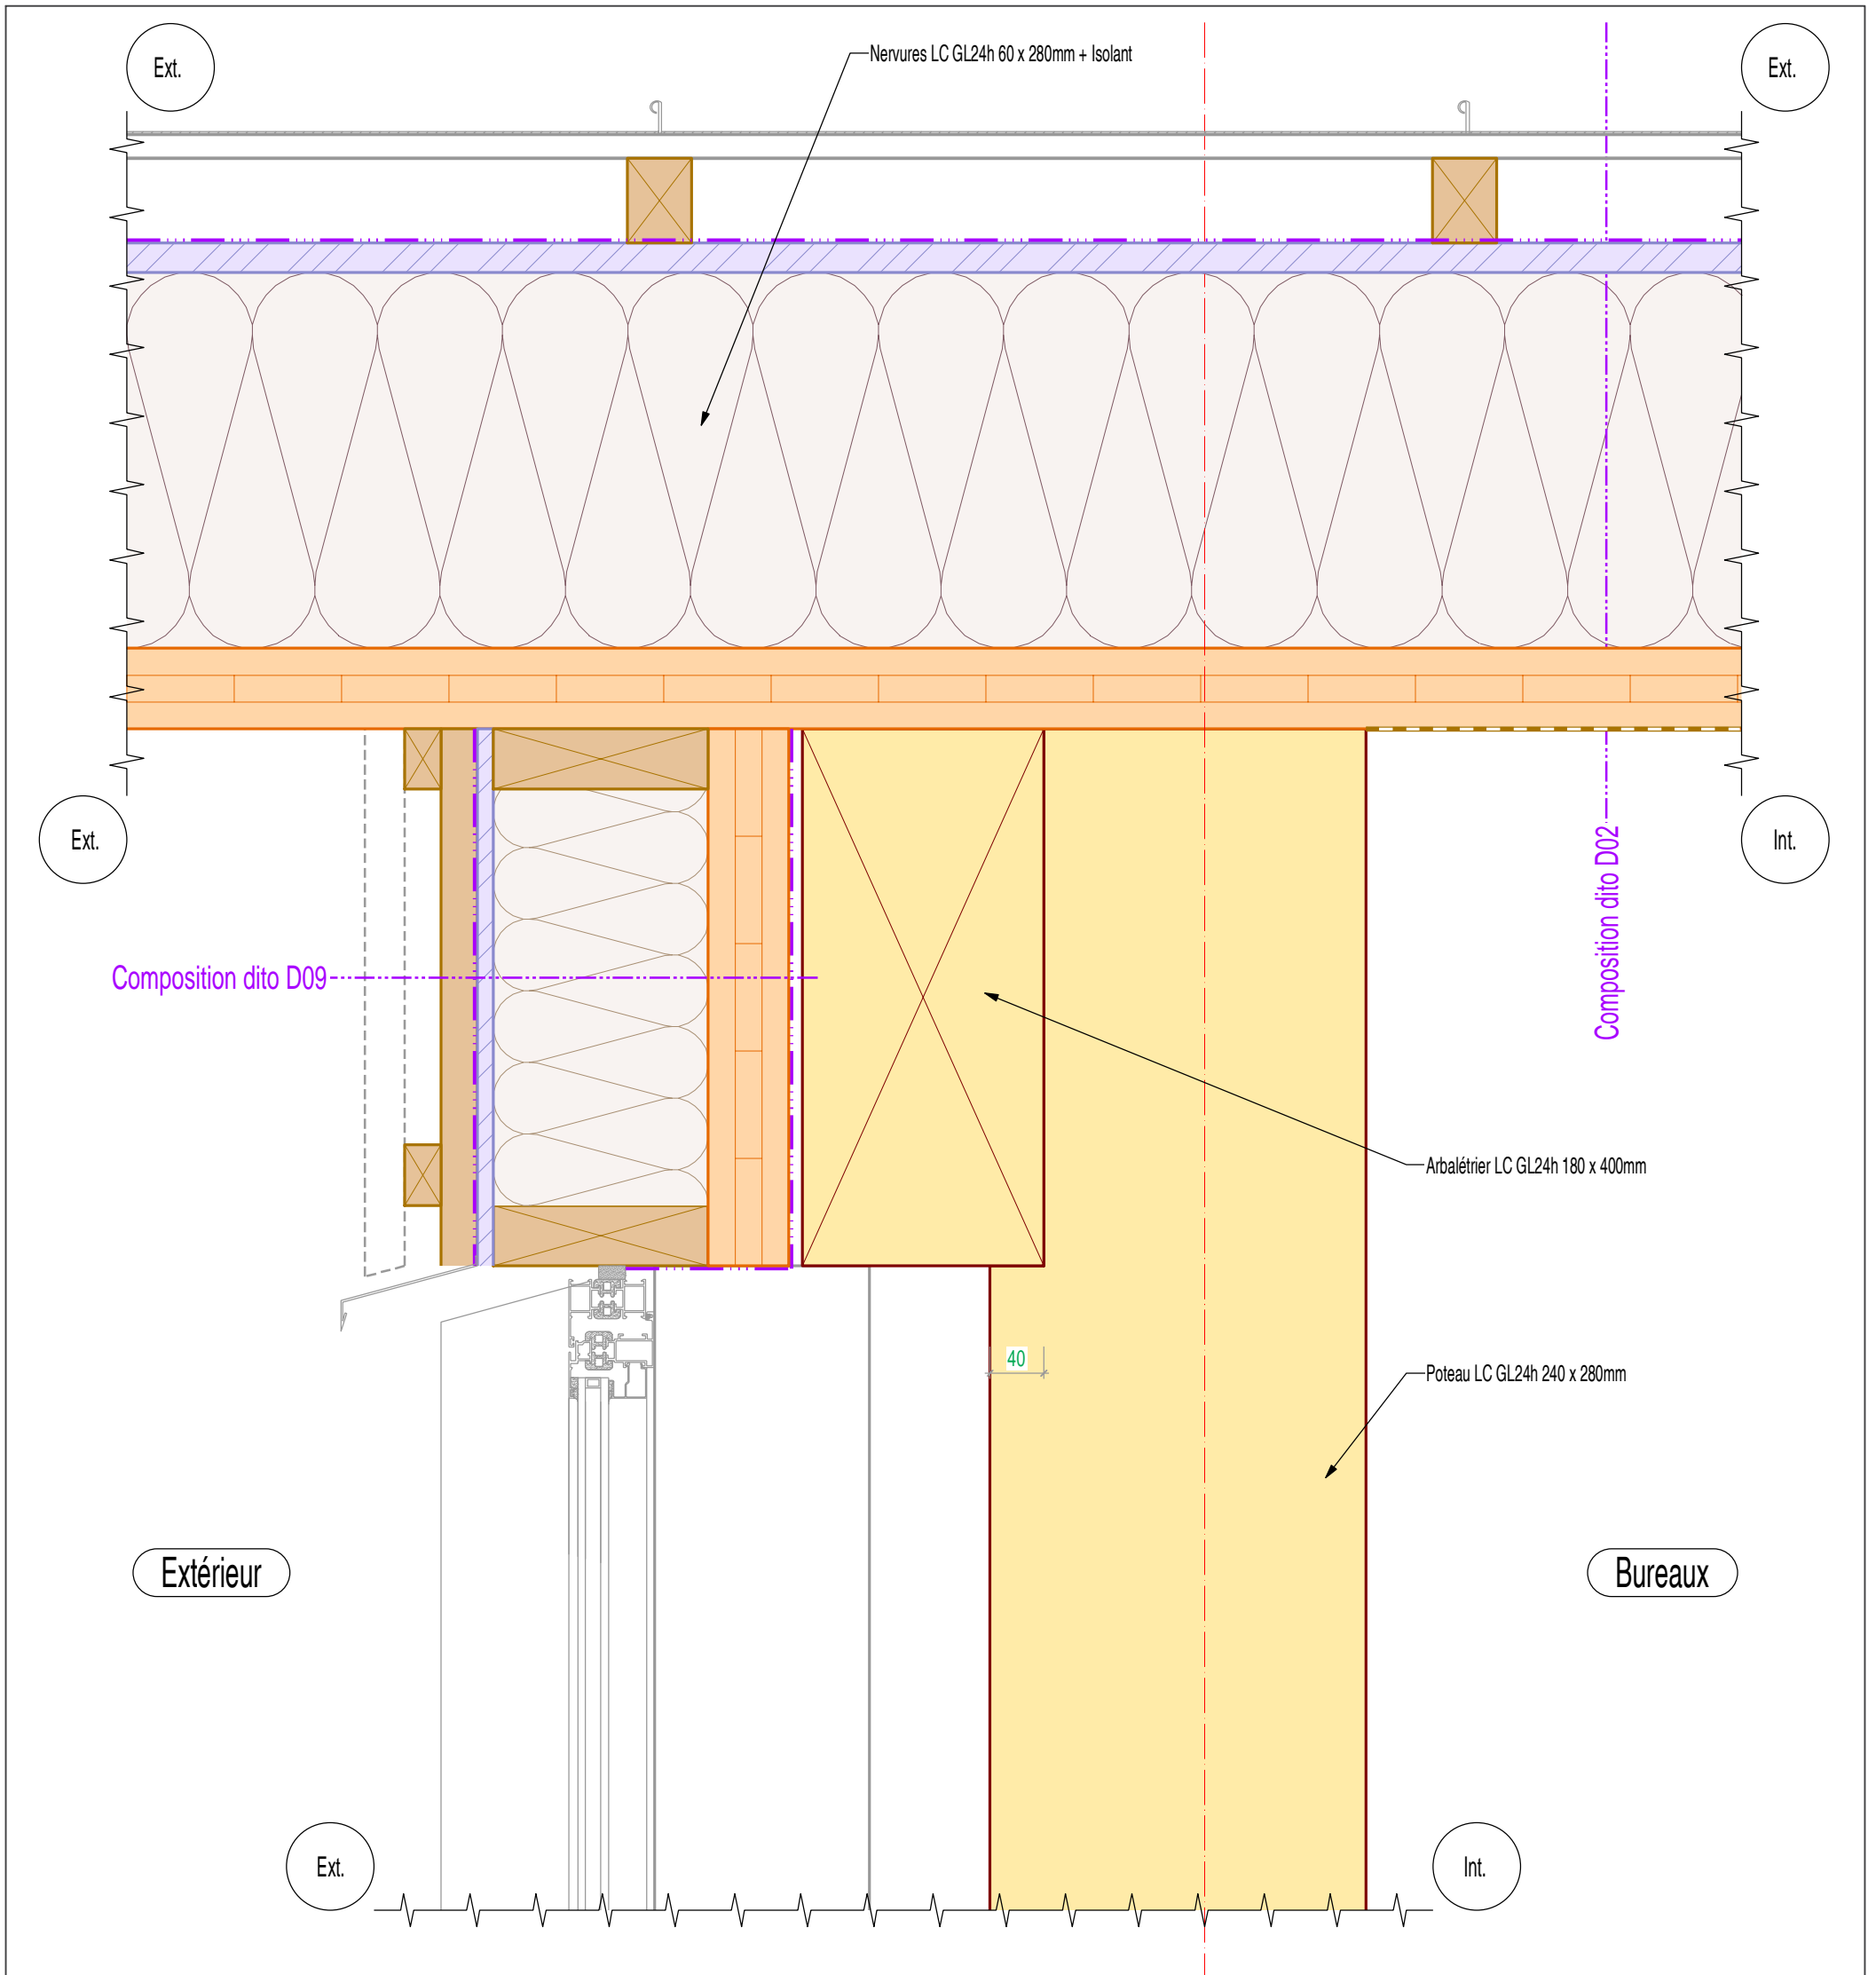 Nervures LC GL24h 60 x 280mm + Isolant
Ext.
Ext.
Ext.
Int.
Composition dito D02
Composition dito D09
Arbalétrier LC GL24h 180 x 400mm
40
Poteau LC GL24h 240 x 280mm
Extérieur
Bureaux
Ext.
Int.